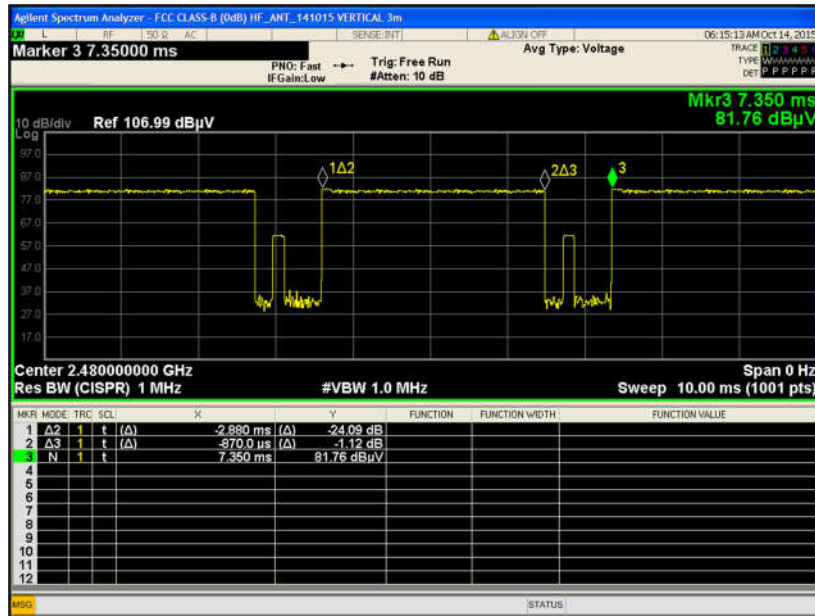 Agilent Spectrum Analyzer - FCC CLASS-B (0dB) HF_ANT_141015 VERTICAL 3m
L RF 50 Ω AC SENSE:INT ALIGN OFF 06:15:13 AM Oct 14, 2015
Marker 3 7.35000 ms
PNO: Fast
IFGain:Low
Trig: Free Run
#Atten: 10 dB
Avg Type: Voltage
TRACE 1 2 3 4 5
TYPE W
DET P P P P P
Mkr3 7.350 ms
81.76 dBµV
10 dB/div Ref 106.99 dBµV
Log
97.0
87.0
77.0
67.0
57.0
47.0
37.0
27.0
17.0
1Δ2
2Δ3
3
Center 2.480000000 GHz Span 0 Hz
Res BW (CISPR) 1 MHz #VBW 1.0 MHz Sweep 10.00 ms (1001 pts)
MKR MODE TRC SCL X Y FUNCTION FUNCTION WIDTH FUNCTION VALUE
1 Δ2 1 t (Δ) -2.880 ms (Δ) -24.09 dB
2 Δ3 1 t (Δ) -870.0 µs (Δ) -1.12 dB
3 N 1 t 7.350 ms 81.76 dBµV
4
5
6
7
8
9
10
11
12
MSG STATUS